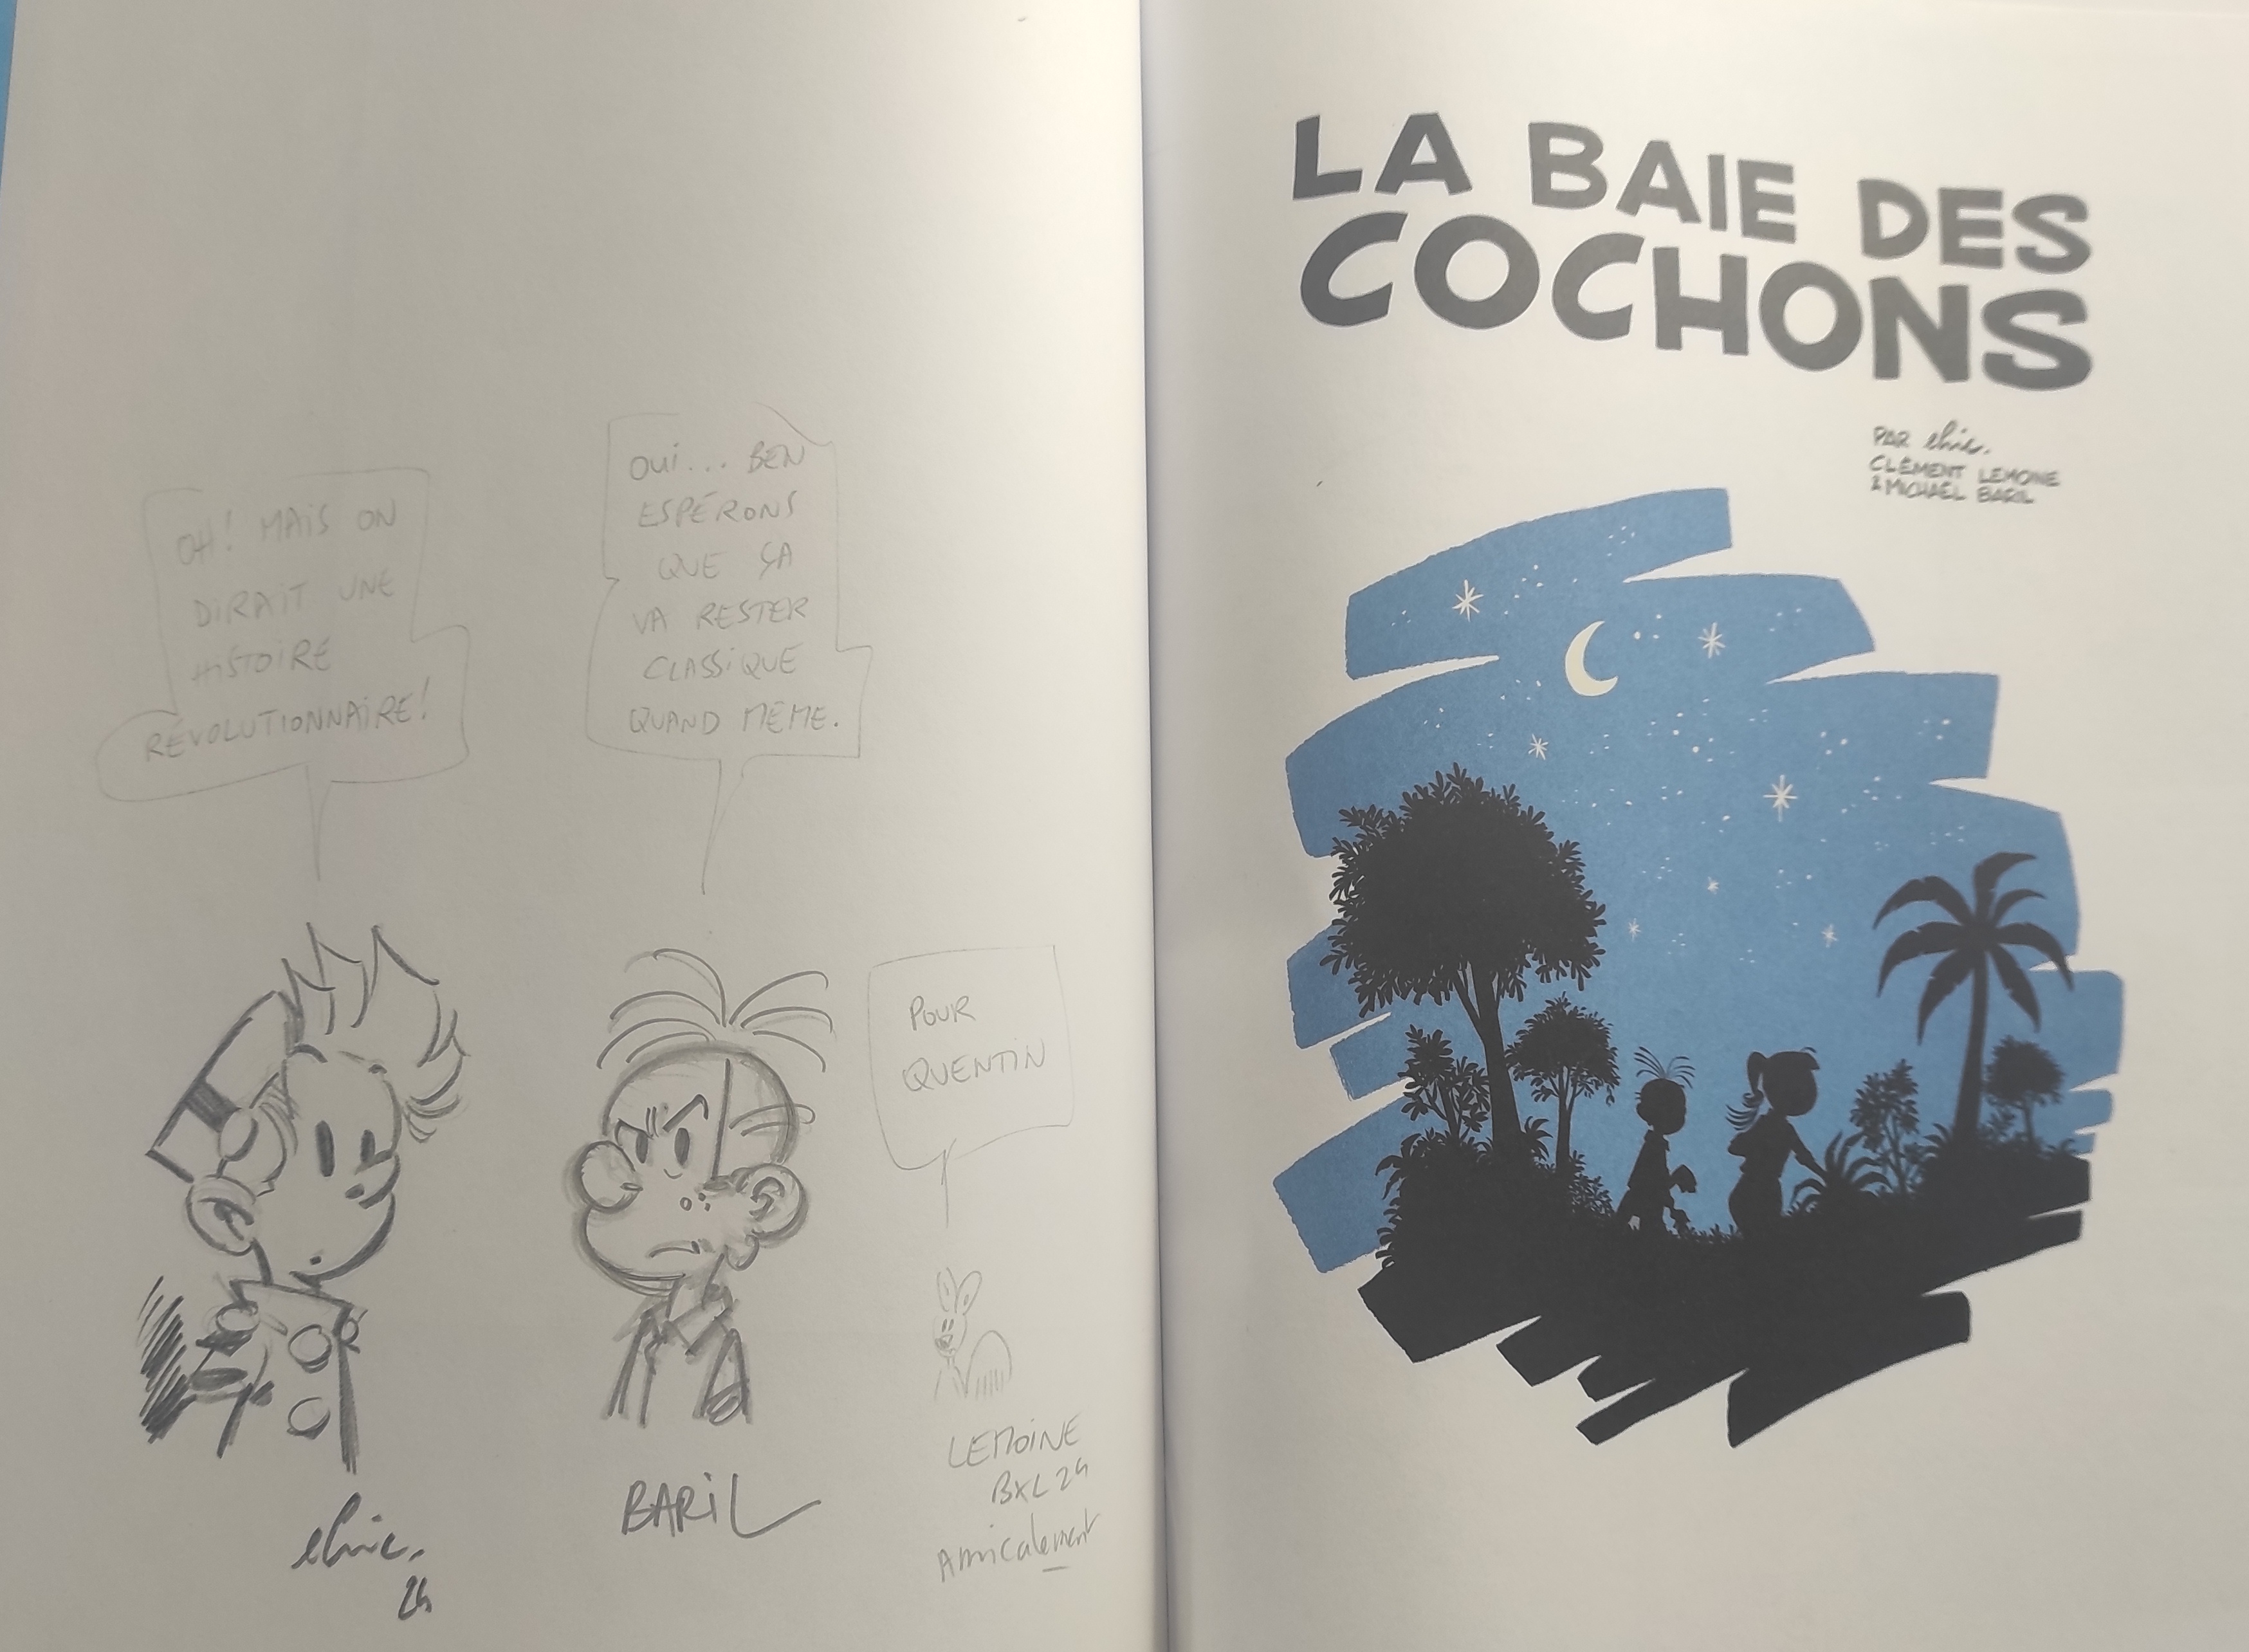 OH! MAIS ON
DIRAIT UNE
HISTOIRE
RÉVOLUTIONNAIRE!
OUI... BEN
ESPÉRONS
QUE ÇA
VA RESTER
CLASSIQUE
QUAND MÊME.
POUR
QUENTIN
elric.
24
BARIL
LEMOINE
BXL 24
Amicalement
LA BAIE DES
COCHONS
PAR elric.
CLÉMENT LEMOINE
& MICHAËL BARIL